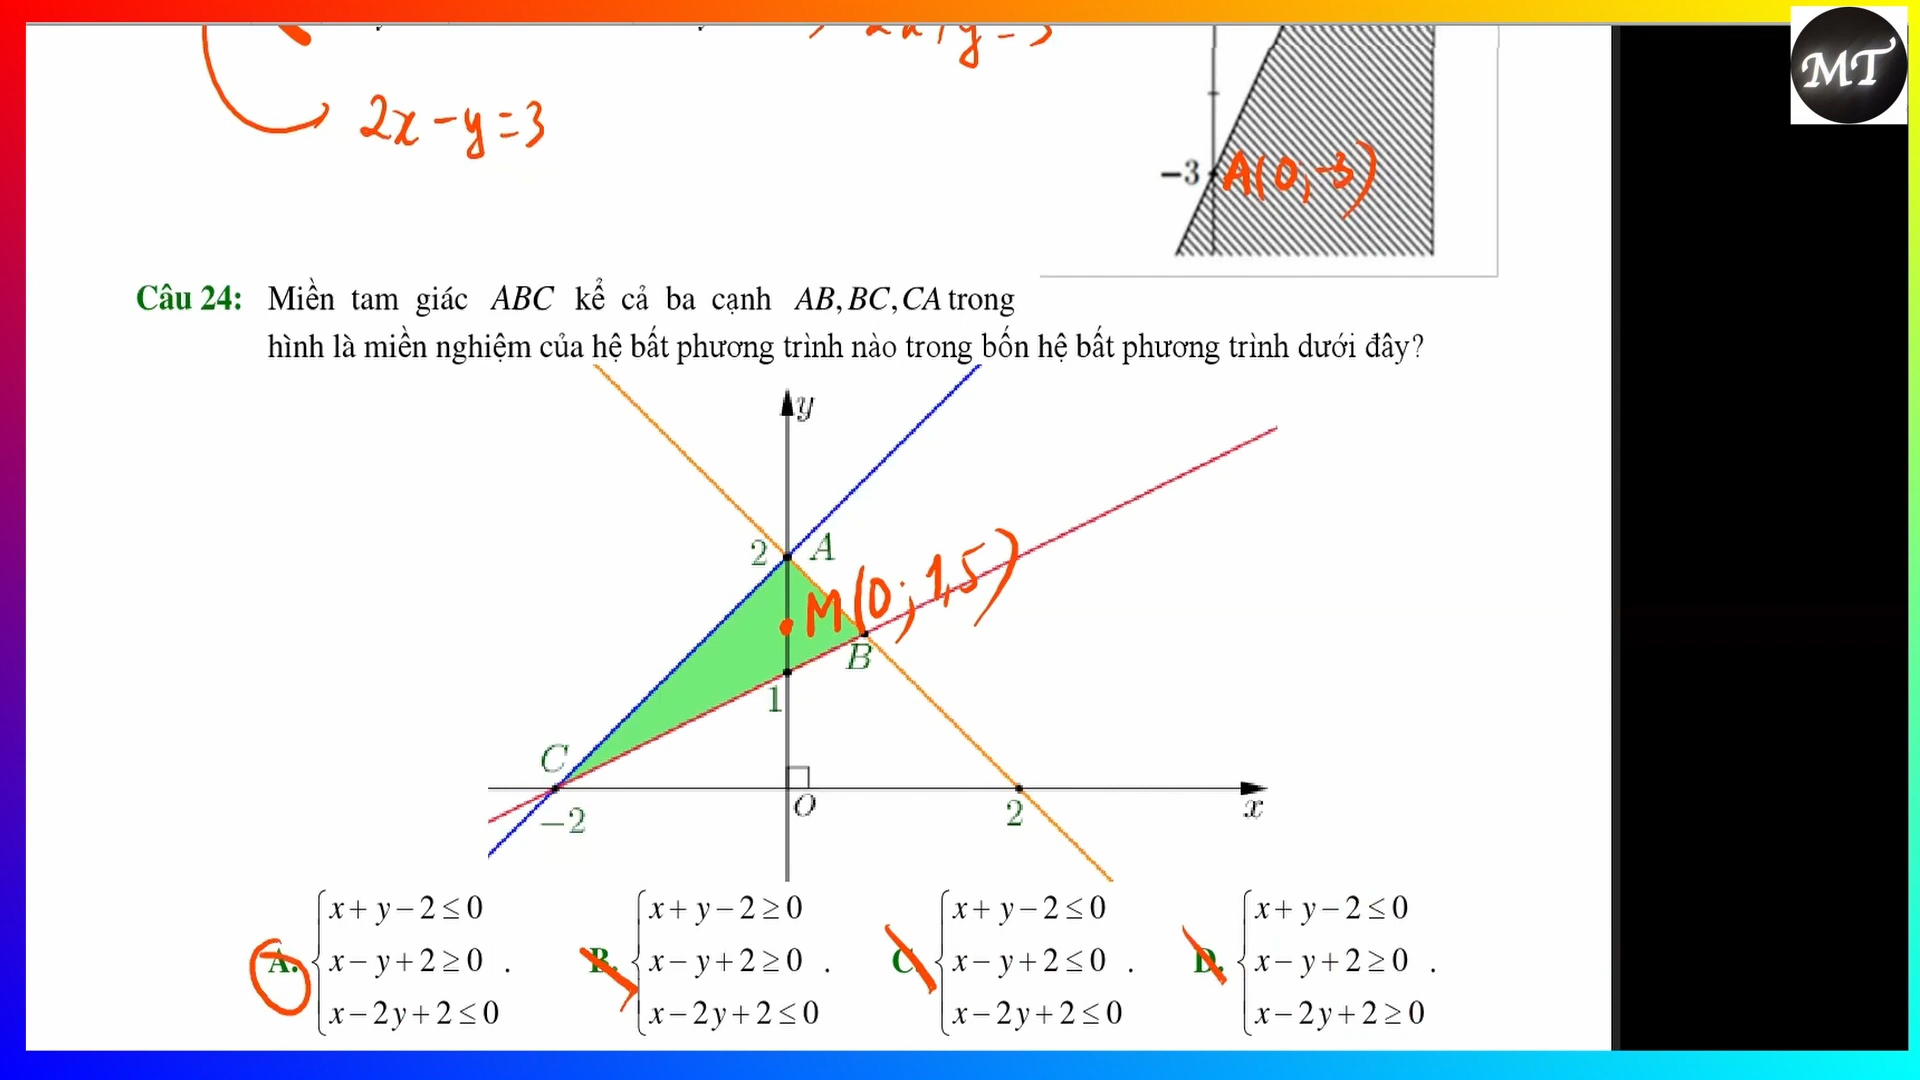 MT
2x - y = 3
-3 A(0;-3)
Câu 24: Miền tam giác ABC kể cả ba cạnh AB, BC, CA trong
hình là miền nghiệm của hệ bất phương trình nào trong bốn hệ bất phương trình dưới đây?
y
2 A
M(0; 1,5)
B
1
C
-2 O 2 x
A. { x + y - 2 ≤ 0
x - y + 2 ≥ 0 .
x - 2y + 2 ≤ 0
B. { x + y - 2 ≥ 0
x - y + 2 ≥ 0 .
x - 2y + 2 ≤ 0
C. { x + y - 2 ≤ 0
x - y + 2 ≤ 0 .
x - 2y + 2 ≤ 0
D. { x + y - 2 ≤ 0
x - y + 2 ≥ 0 .
x - 2y + 2 ≥ 0